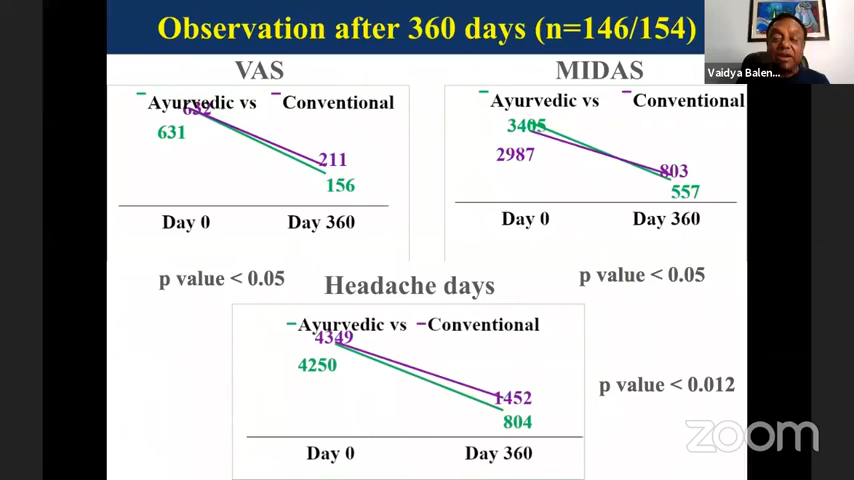 Observation after 360 days (n=146/154)
Vaidya Balen...
VAS
Ayurvedic vs Conventional
632
631
211
156
Day 0 Day 360
p value < 0.05
MIDAS
Ayurvedic vs Conventional
3405
2987
803
557
Day 0 Day 360
p value < 0.05
Headache days
Ayurvedic vs Conventional
4349
4250
1452
804
Day 0 Day 360
p value < 0.012
zoom